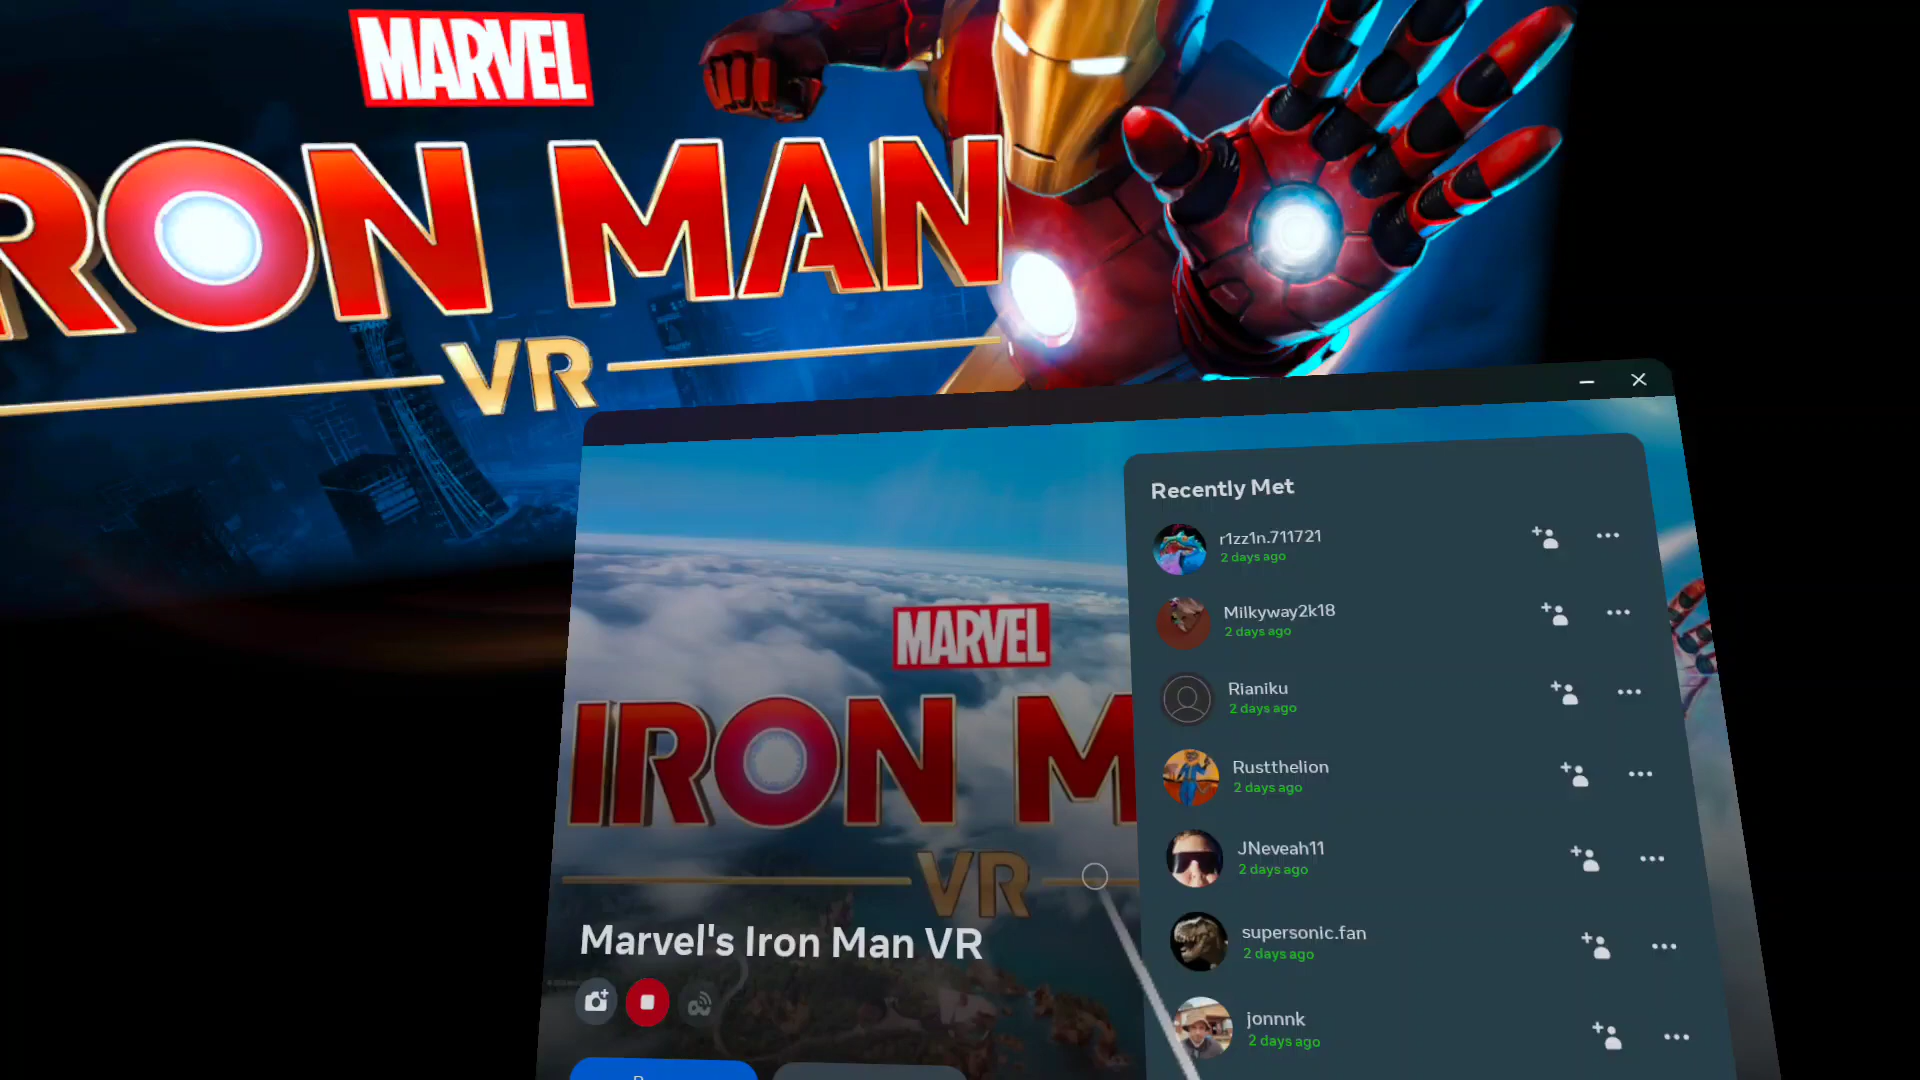 MARVEL
IRON MAN
VR
Recently Met
r1zz1n.711721
2 days ago
Milkyway2k18
2 days ago
Rianiku
2 days ago
Rustthelion
2 days ago
JNeveah11
2 days ago
supersonic.fan
2 days ago
jonnnk
2 days ago
MARVEL
IRON M
VR
Marvel's Iron Man VR